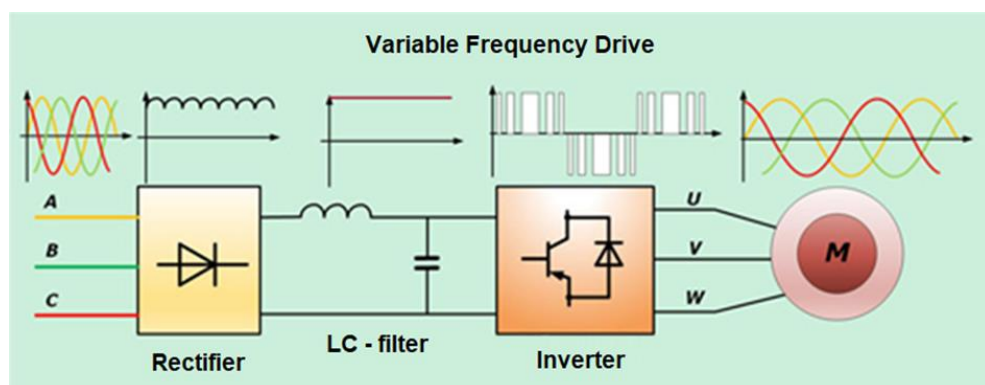 Variable Frequency Drive
A
B
C
U
V
W
M
Rectifier
LC - filter
Inverter